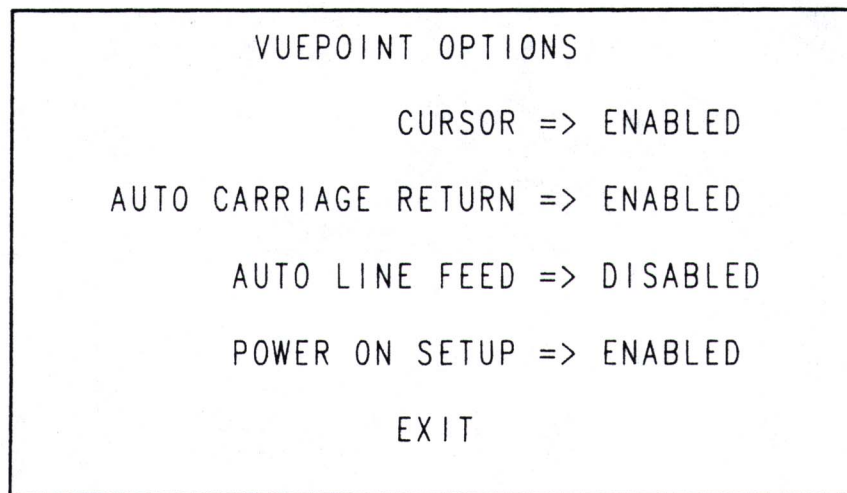 VUEPOINT OPTIONS
CURSOR => ENABLED
AUTO CARRIAGE RETURN => ENABLED
AUTO LINE FEED => DISABLED
POWER ON SETUP => ENABLED
EXIT